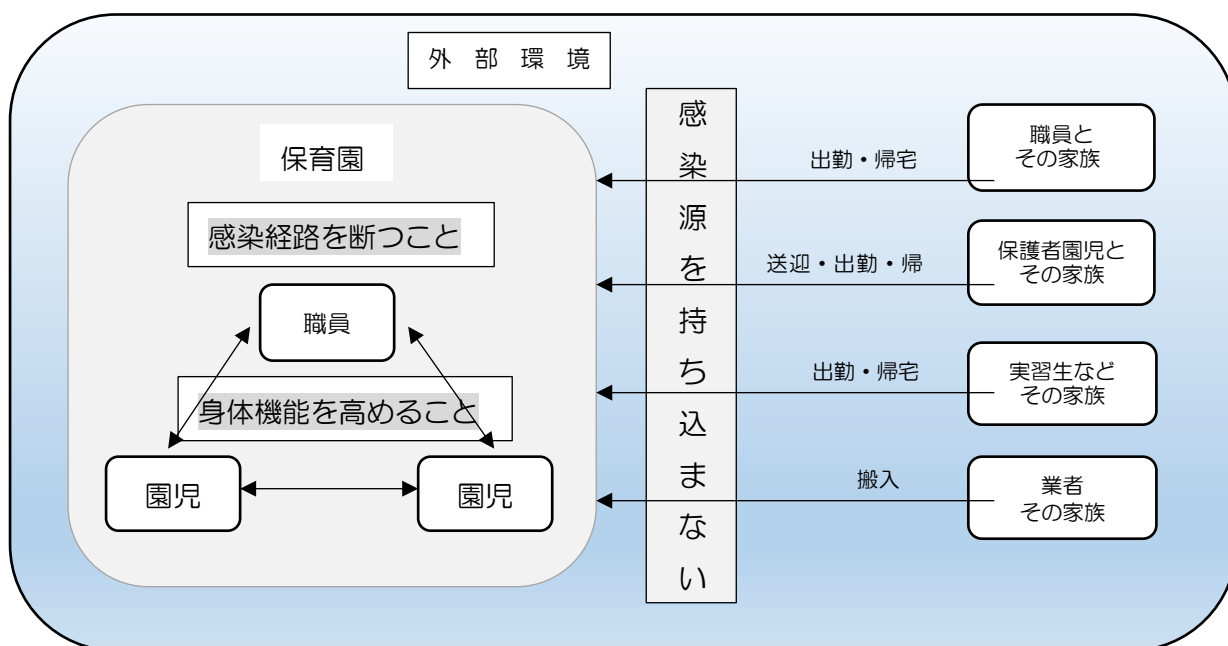 外部環境
保育園
感染経路を断つこと
職員
身体機能を高めること
園児
園児
感染源を持ち込まない
出勤・帰宅
職員と
その家族
送迎・出勤・帰
保護者園児と
その家族
出勤・帰宅
実習生など
その家族
搬入
業者
その家族